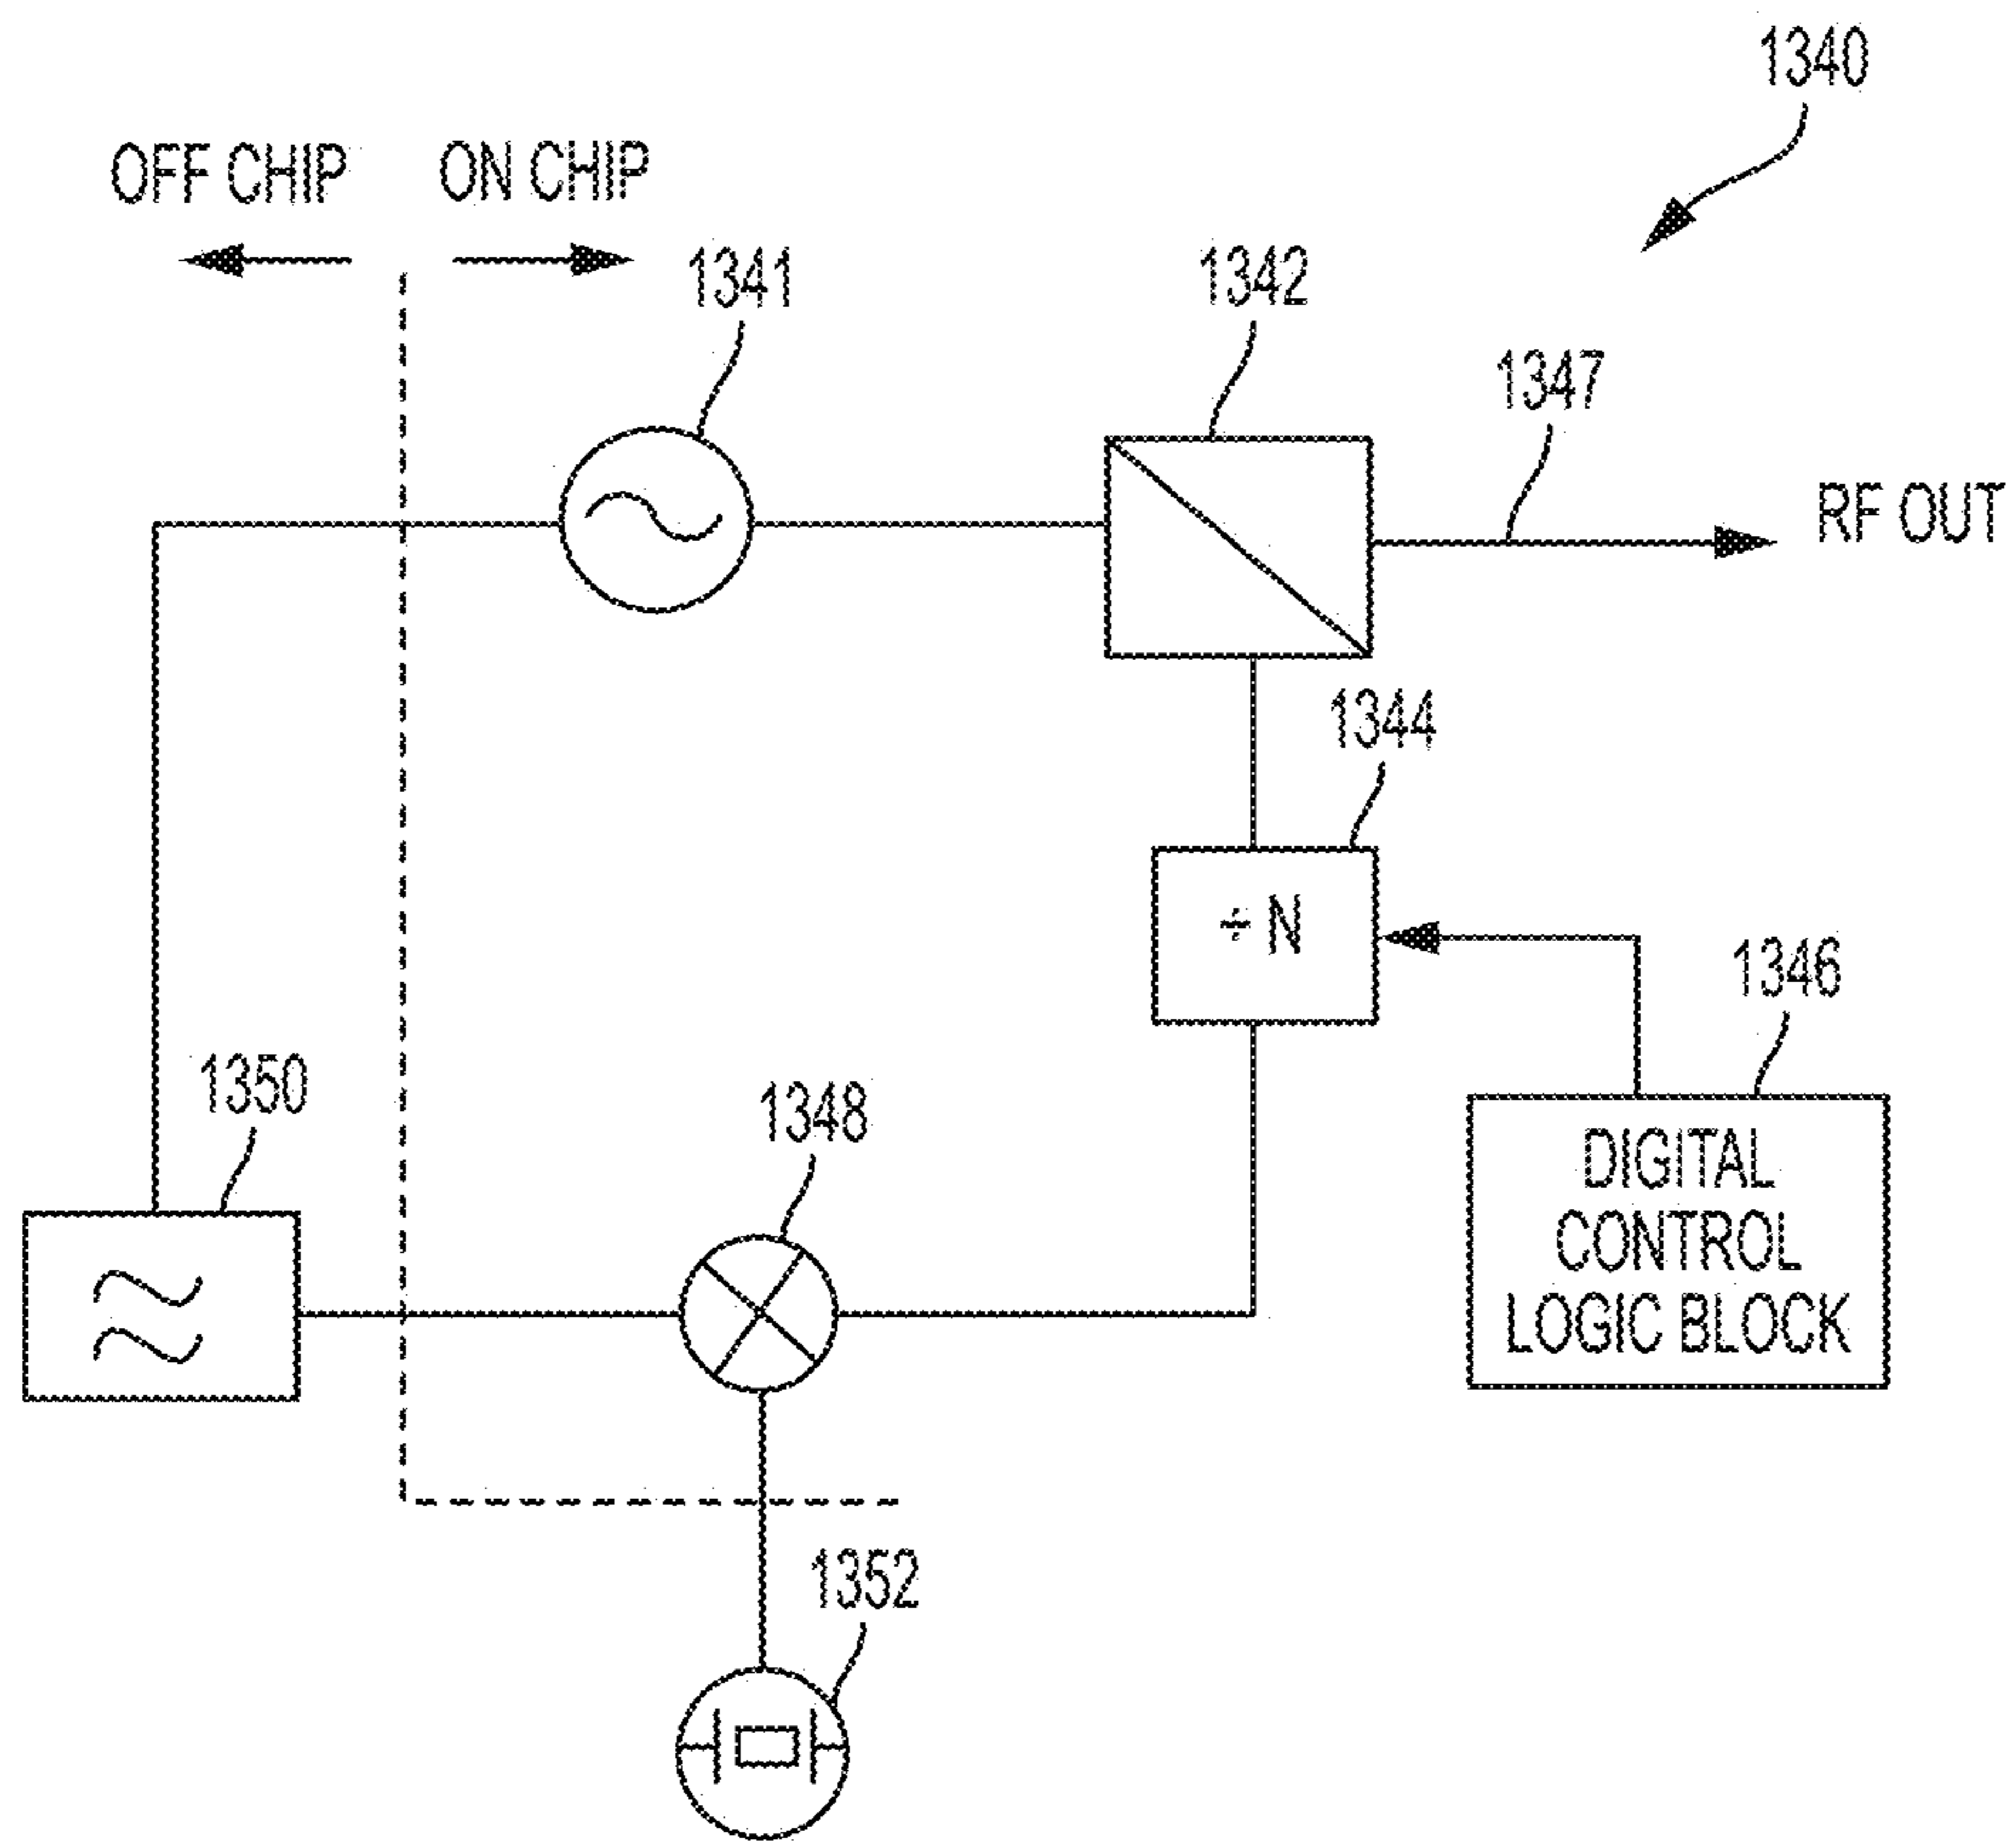 1340
OFF CHIP
ON CHIP
1341
1342
1347
RF OUT
1344
÷ N
1346
1350
1348
DIGITAL
CONTROL
LOGIC BLOCK
1352